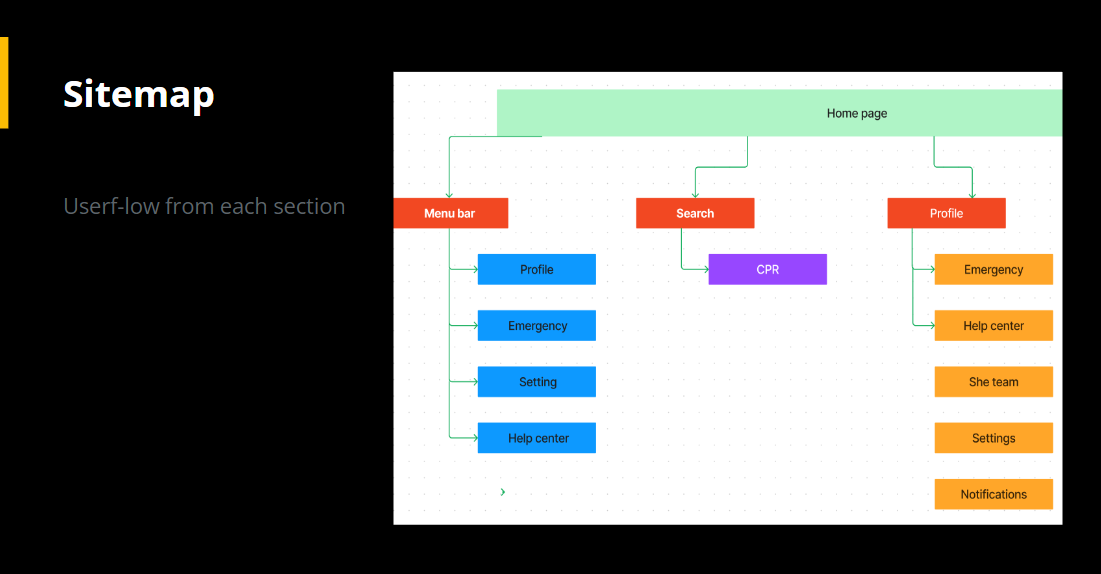 Sitemap
Userf-low from each section
Home page
Menu bar
Search
Profile
Profile
CPR
Emergency
Emergency
Help center
Setting
She team
Help center
Settings
Notifications